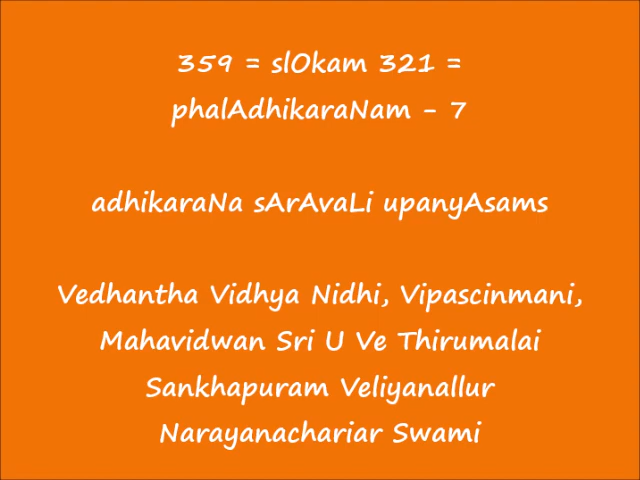 359 = slOkam 321 =
phalAdhikaraNam - 7
adhikaraNa sArAvaLi upanyAsams
Vedhantha Vidhya Nidhi, Vipascinmani,
Mahavidwan Sri U Ve Thirumalai
Sankhapuram Veliyanallur
Narayanachariar Swami